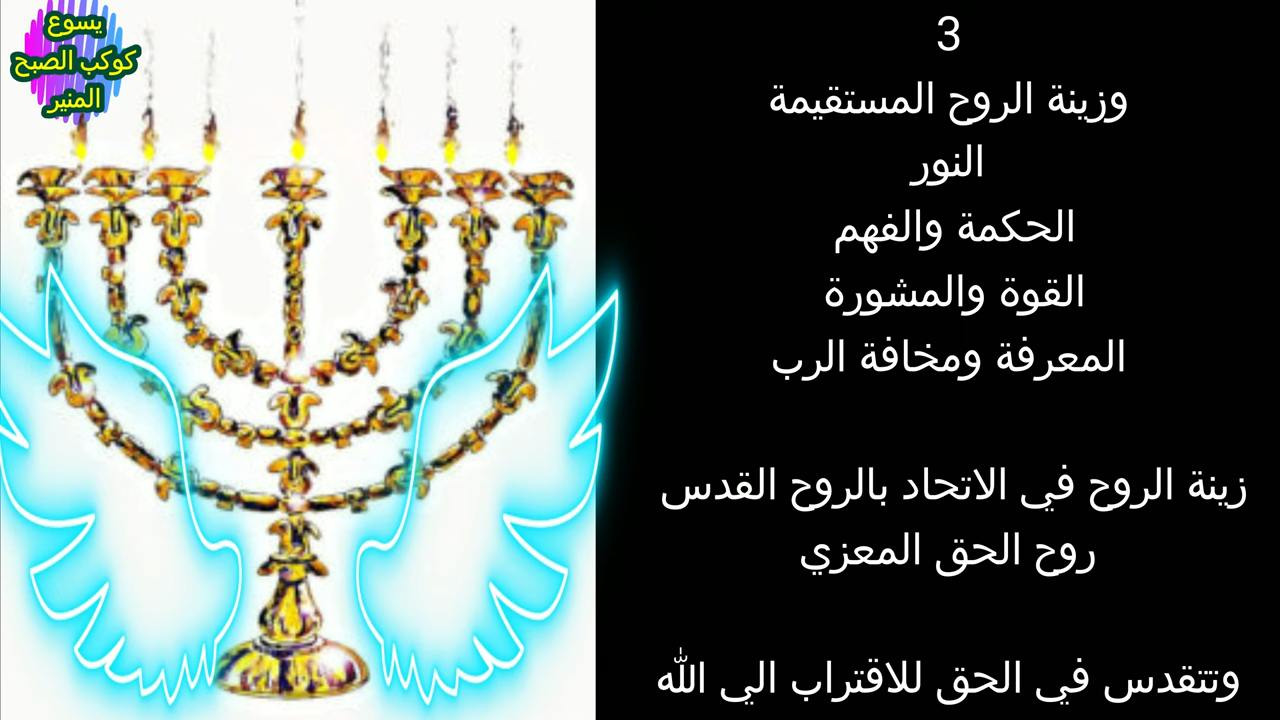 يسوع
كوكب الصبح
المنير
3
وزينة الروح المستقيمة
النور
الحكمة والفهم
القوة والمشورة
المعرفة ومخافة الرب
زينة الروح في الاتحاد بالروح القدس
روح الحق المعزي
وتتقدس في الحق للاقتراب الي الله